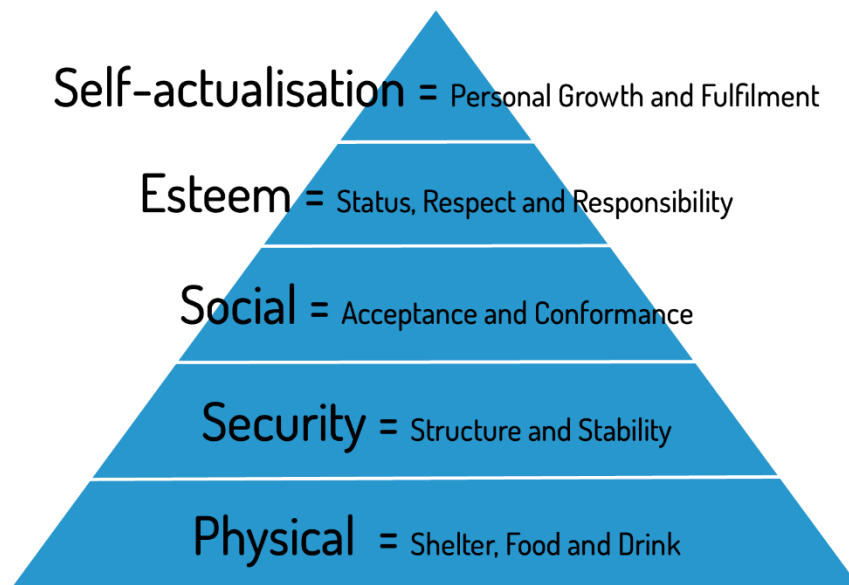 Self-actualisation = Personal Growth and Fulfilment
Esteem = Status, Respect and Responsibility
Social = Acceptance and Conformance
Security = Structure and Stability
Physical = Shelter, Food and Drink